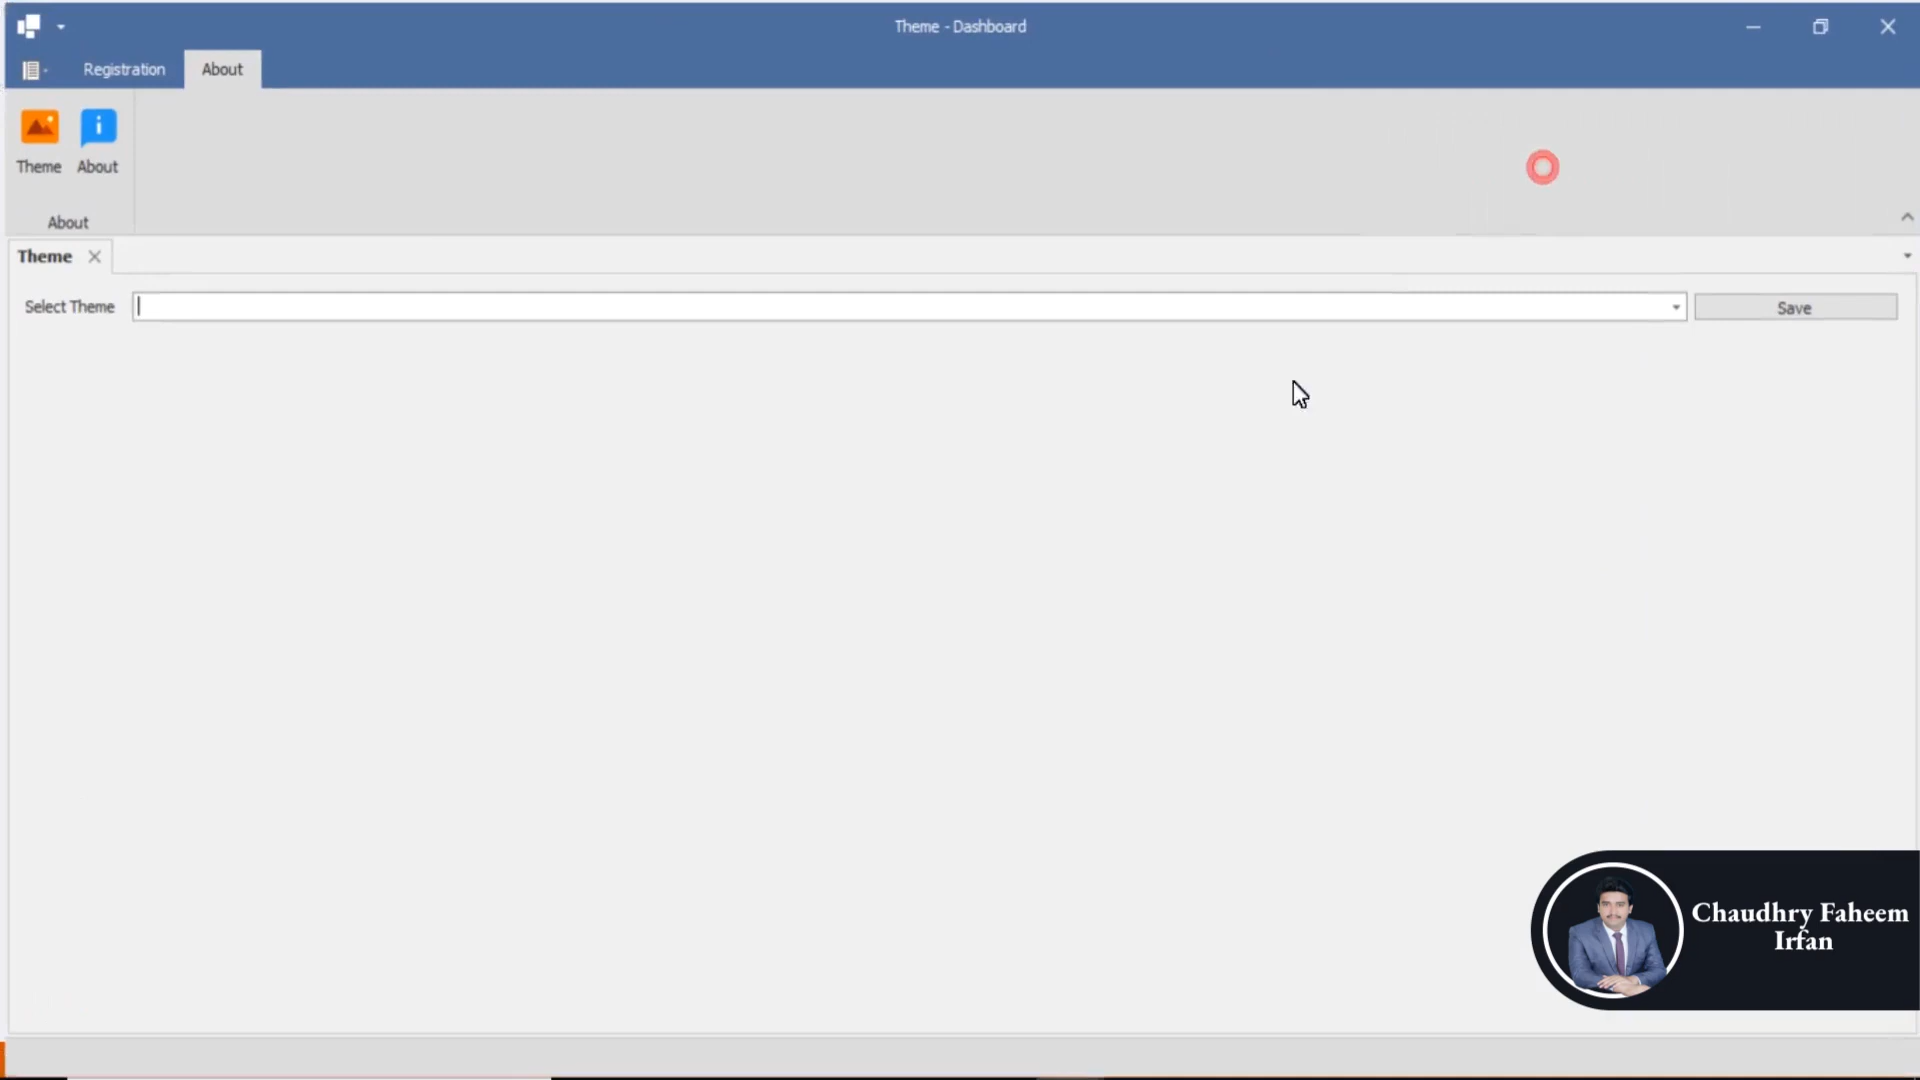 Theme - Dashboard
Registration
About
Theme
About
About
Theme
Select Theme
Save
Chaudhry Faheem
Irfan